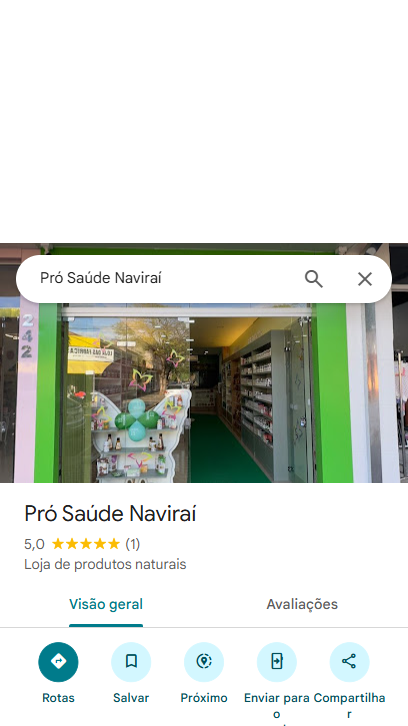 Pró Saúde Naviraí
242
Pró Saúde Naviraí
5,0 (1)
Loja de produtos naturais
Visão geral
Avaliações
Rotas
Salvar
Próximo
Enviar para
o
Compartilha
r